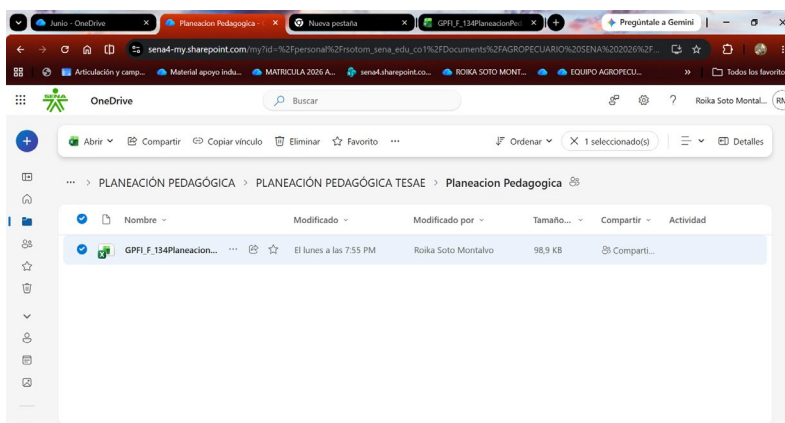 Junio - OneDrive
Planeacion Pedagogica -
Nueva pestaña
GPFI_F_134PlaneacionPed
Pregúntale a Gemini
sena4-my.sharepoint.com/my?id=%2Fpersonal%2Frsotom_sena_edu_co1%2FDocuments%2FAGROPECUARIO%20SENA%202026%2F...
Articulación y camp...
Material apoyo indu...
MATRICULA 2026 A...
sena4.sharepoint.co...
ROIKA SOTO MONT...
EQUIPO AGROPECU...
»
Todos los favorito
SENA
OneDrive
Buscar
Roika Soto Montal...
RM
Abrir
Compartir
Copiar vínculo
Eliminar
Favorito
...
Ordenar
1 seleccionado(s)
Detalles
... > PLANEACIÓN PEDAGÓGICA > PLANEACIÓN PEDAGÓGICA TESAE > Planeacion Pedagogica
Nombre
Modificado
Modificado por
Tamaño...
Compartir
Actividad
GPFI_F_134Planeacion...
...
El lunes a las 7:55 PM
Roika Soto Montalvo
98,9 KB
Comparti...